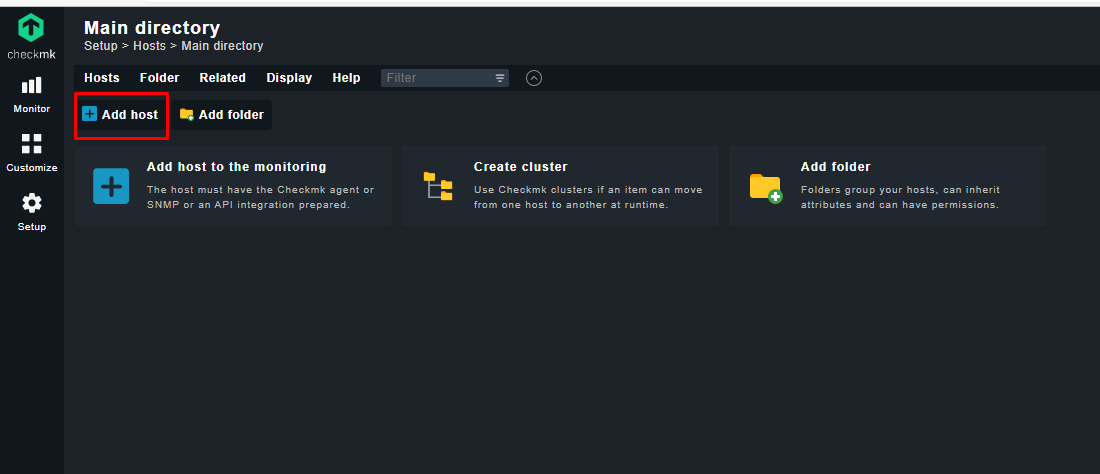 Main directory
Setup > Hosts > Main directory
checkmk
Monitor
Customize
Setup
Hosts Folder Related Display Help Filter
Add host Add folder
Add host to the monitoring
The host must have the Checkmk agent or
SNMP or an API integration prepared.
Create cluster
Use Checkmk clusters if an item can move
from one host to another at runtime.
Add folder
Folders group your hosts, can inherit
attributes and can have permissions.